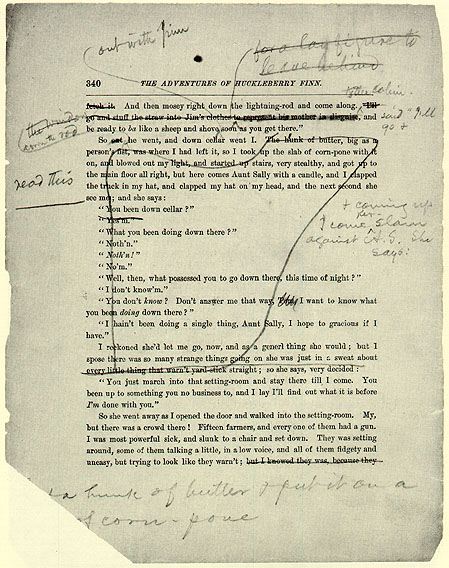 out with Jim
for a lay figure to
leave behind
340 THE ADVENTURES OF HUCKLEBERRY FINN.
fetch it. And then mosey right down the lightning-rod and come along. I'll
go and stuff the straw into Jim's clothes to represent his mother in disguise, and
be ready to ba like a sheep and shove soon as you get there."
So out he went, and down cellar went I. The hunk of butter, big as a
person's fist, was where I had left it, so I took up the slab of corn-pone with it
on, and blowed out my light, and started up stairs, very stealthy, and got up to
the main floor all right, but here comes Aunt Sally with a candle, and I clapped
the truck in my hat, and clapped my hat on my head, and the next second she
see me; and she says:
read this
"You been down cellar?"
"Yes'm."
"What you been doing down there?"
"Noth'n."
"Noth'n!"
"No'm."
+ coming up
I come
against A. S. She
says:
"Well, then, what possessed you to go down there, this time of night?"
"I don't know'm."
"You don't know? Don't answer me that way, I want to know what
you been doing down there?"
"I hain't been doing a single thing, Aunt Sally, I hope to gracious if I
have."
I reckoned she'd let me go, now, and as a generl thing she would; but I
spose there was so many strange things going on she was just in a sweat about
every little thing that warn't yard-stick straight; so she says, very decided:
"You just march into that setting-room and stay there till I come. You
been up to something you no business to, and I lay I'll find out what it is before
I'm done with you."
So she went away as I opened the door and walked into the setting-room. My,
but there was a crowd there! Fifteen farmers, and every one of them had a gun.
I was most powerful sick, and slunk to a chair and set down. They was setting
around, some of them talking a little, in a low voice, and all of them fidgety and
uneasy, but trying to look like they warn't; but I knowed they was, because they
a hunk of butter + put it on a
corn-pone